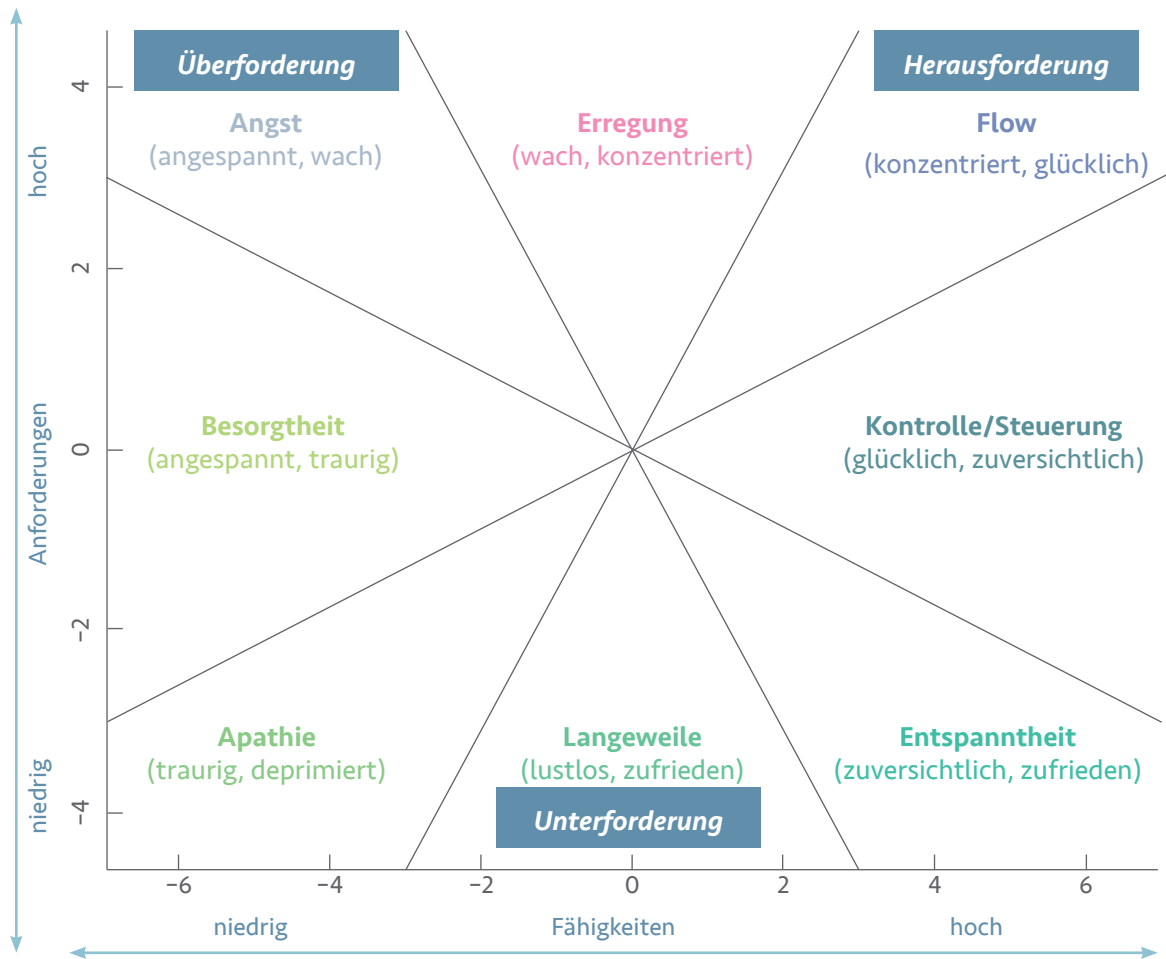 Überforderung
Herausforderung
Angst
(angespannt, wach)
Erregung
(wach, konzentriert)
Flow
(konzentriert, glücklich)
Besorgtheit
(angespannt, traurig)
Kontrolle/Steuerung
(glücklich, zuversichtlich)
Apathie
(traurig, deprimiert)
Langeweile
(lustlos, zufrieden)
Entspanntheit
(zuversichtlich, zufrieden)
Unterforderung
hoch
Anforderungen
niedrig
4
2
0
−2
−4
−6
−4
−2
0
2
4
6
niedrig
Fähigkeiten
hoch